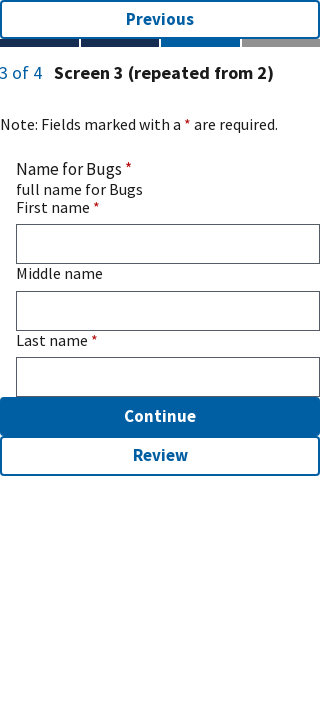 Previous
3 of 4 Screen 3 (repeated from 2)
Note: Fields marked with a * are required.
Name for Bugs *
full name for Bugs
First name *
Middle name
Last name *
Continue
Review